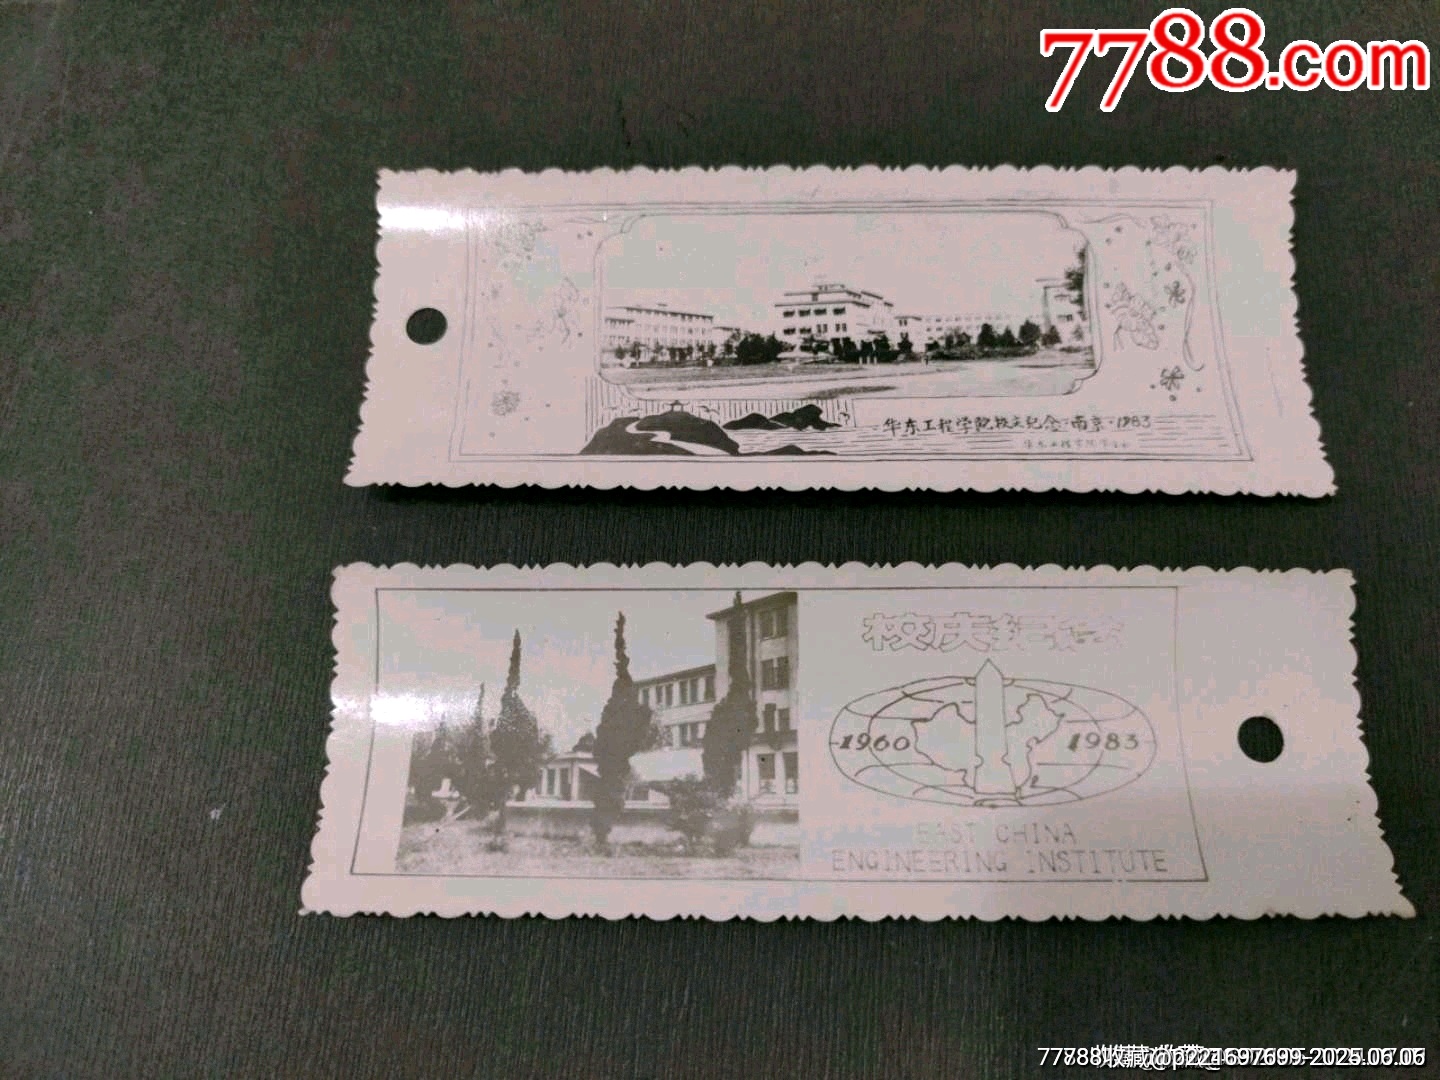 7788.com
华东工程学院校庆纪念·南京·1983
校庆纪念
1960 1983
EAST CHINA
ENGINEERING INSTITUTE